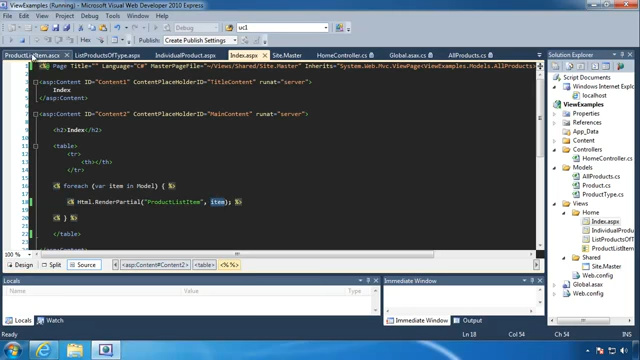 ViewExamples (Running) - Microsoft Visual Web Developer 2010 Express
File Edit View Project Debug Data Tools Window Help
uc1
Create Publish Settings
ProductListItem.ascx ListProductsOfType.aspx IndividualProduct.aspx Index.aspx Site.Master HomeController.cs Global.asax.cs AllProducts.cs
<%@ Page Title="" Language="C#" MasterPageFile="~/Views/Shared/Site.Master" Inherits="System.Web.Mvc.ViewPage<ViewExamples.Models.AllProducts>
<asp:Content ID="Content1" ContentPlaceHolderID="TitleContent" runat="server">
Index
</asp:Content>
<asp:Content ID="Content2" ContentPlaceHolderID="MainContent" runat="server">
<h2>Index</h2>
<table>
<tr>
<th></th>
</tr>
<% foreach (var item in Model) { %>
<% Html.RenderPartial("ProductListItem", item); %>
<% } %>
</table>
100 %
Design Split Source <asp:Content#Content2> <table> <% %>
Solution Explorer
Script Documents
Windows Internet Explo
localhost
ViewExamples
Properties
References
App_Data
Controllers
HomeController.cs
Models
AllProducts.cs
Product.cs
ProductType.cs
Views
Home
Index.aspx
IndividualProduct
ListProductsOfT
ProductListItem
Shared
Site.Master
Web.config
Global.asax
Web.config
Locals
Name Value Type
Locals Watch
Immediate Window
Immediate Window Output
Ready Ln 18 Col 54 Ch 54